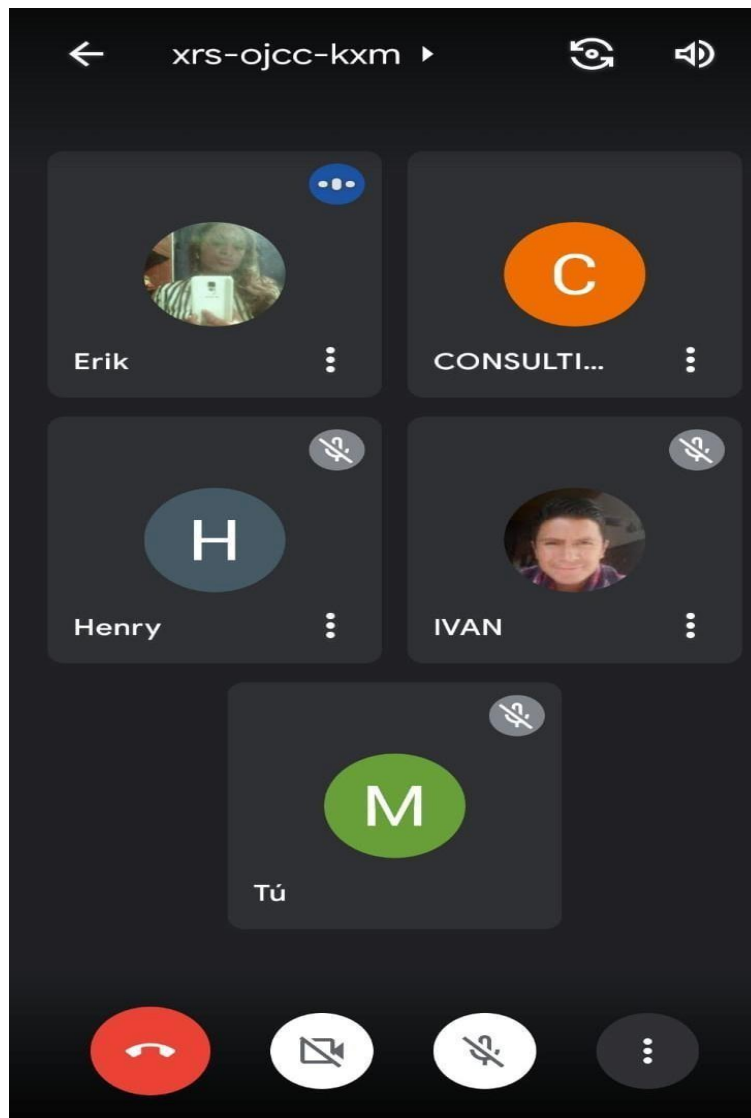 xrs-ojcc-kxm
C
Erik
CONSULTI...
H
Henry
IVAN
M
Tú